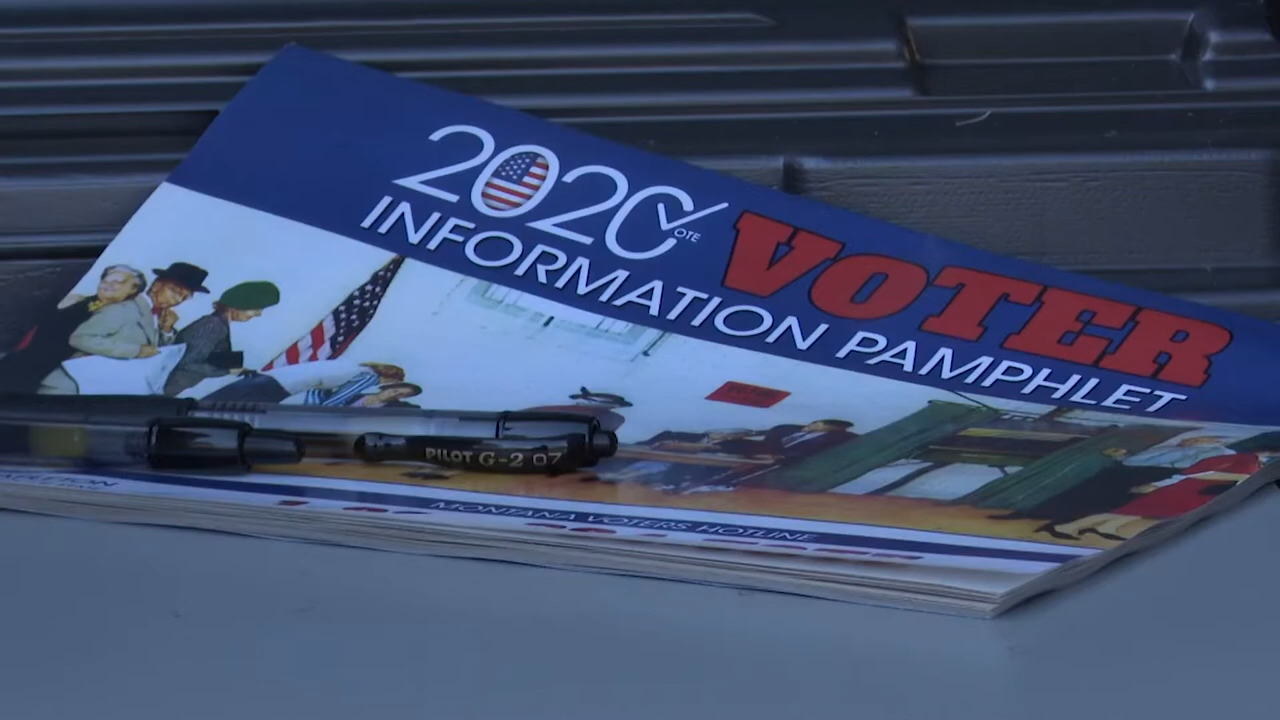 2020 VOTER
VOTE
INFORMATION PAMPHLET
PILOT G-2 07
MONTANA VOTERS HOTLINE